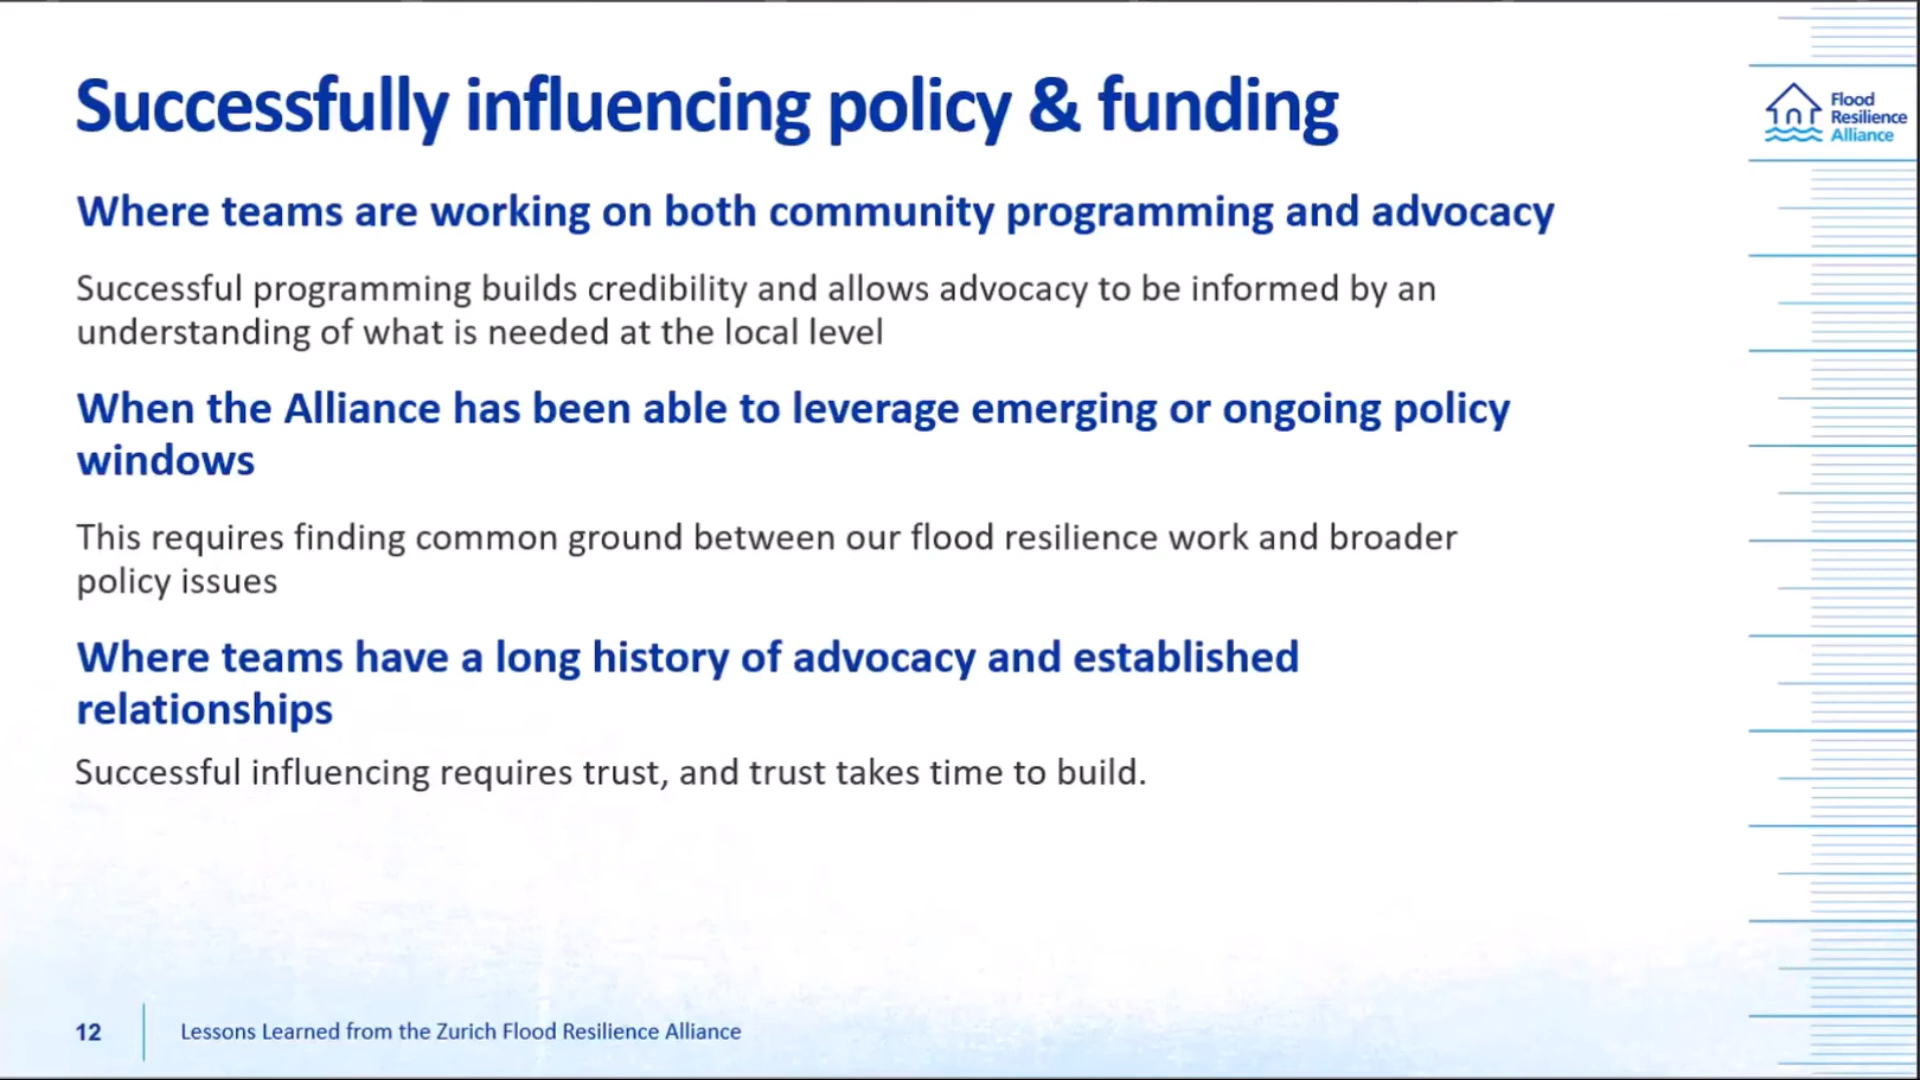 Successfully influencing policy & funding
Flood
Resilience
Alliance
Where teams are working on both community programming and advocacy
Successful programming builds credibility and allows advocacy to be informed by an
understanding of what is needed at the local level
When the Alliance has been able to leverage emerging or ongoing policy
windows
This requires finding common ground between our flood resilience work and broader
policy issues
Where teams have a long history of advocacy and established
relationships
Successful influencing requires trust, and trust takes time to build.
12
Lessons Learned from the Zurich Flood Resilience Alliance